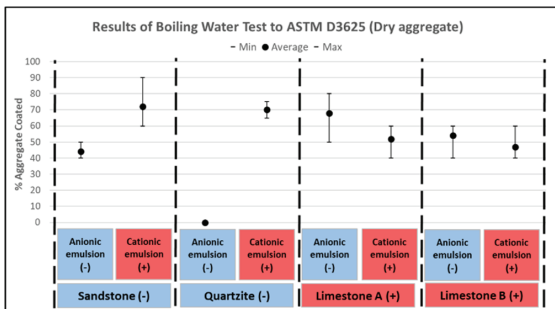 Results of Boiling Water Test to ASTM D3625 (Dry aggregate)
– Min ● Average – Max
% Aggregate Coated
100
90
80
70
60
50
40
30
20
10
0
Anionic emulsion (-)
Cationic emulsion (+)
Anionic emulsion (-)
Cationic emulsion (+)
Anionic emulsion (-)
Cationic emulsion (+)
Anionic emulsion (-)
Cationic emulsion (+)
Sandstone (-)
Quartzite (-)
Limestone A (+)
Limestone B (+)